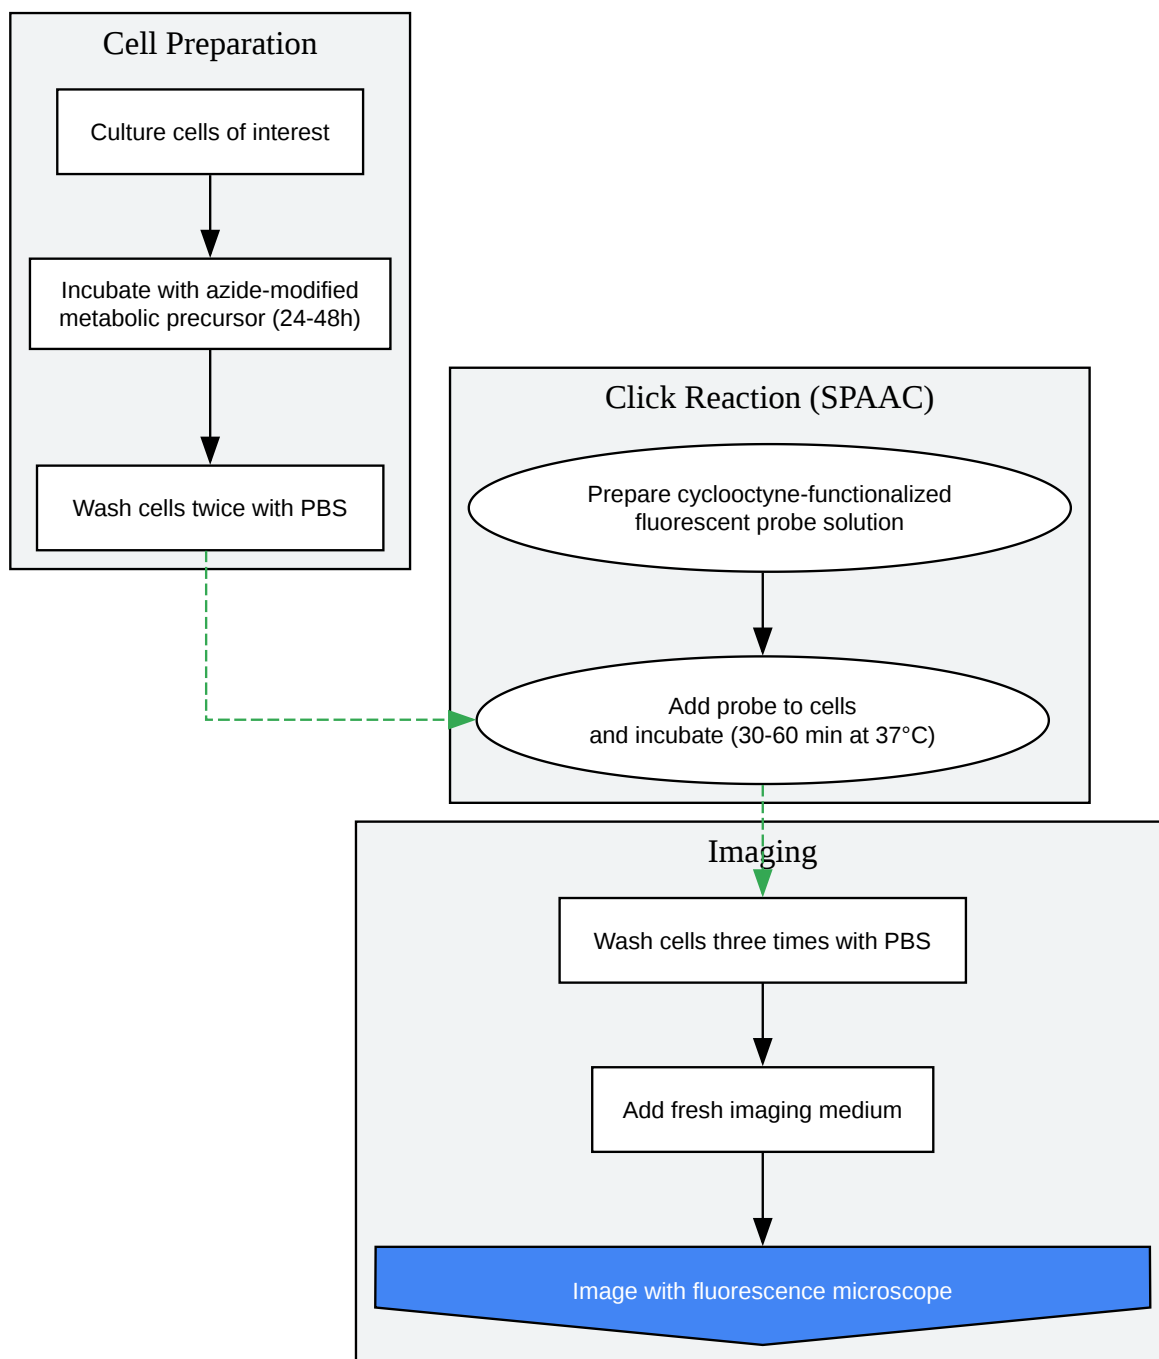 Cell Preparation
Culture cells of interest
Incubate with azide-modified
metabolic precursor (24-48h)
Wash cells twice with PBS
Click Reaction (SPAAC)
Prepare cyclooctyne-functionalized
fluorescent probe solution
Add probe to cells
and incubate (30-60 min at 37°C)
Imaging
Wash cells three times with PBS
Add fresh imaging medium
Image with fluorescence microscope